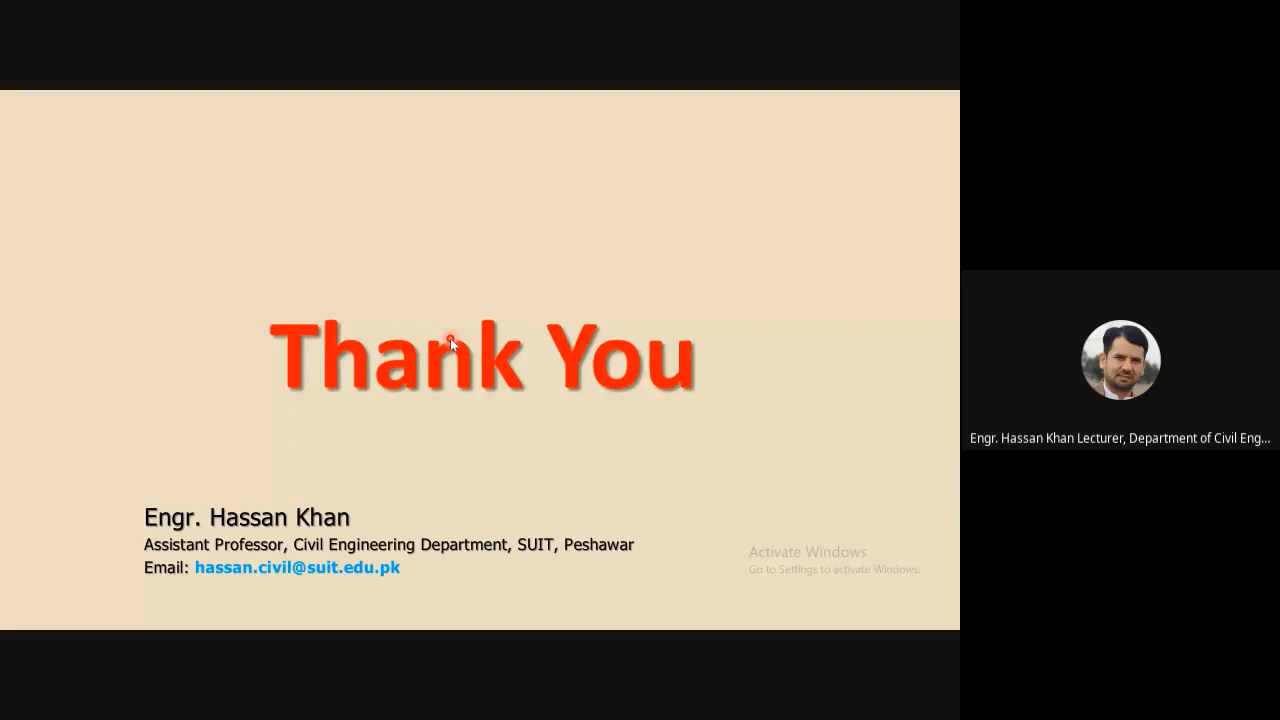 Thank You
Engr. Hassan Khan
Assistant Professor, Civil Engineering Department, SUIT, Peshawar
Email: hassan.civil@suit.edu.pk
Activate Windows
Go to Settings to activate Windows.
Engr. Hassan Khan Lecturer, Department of Civil Eng...